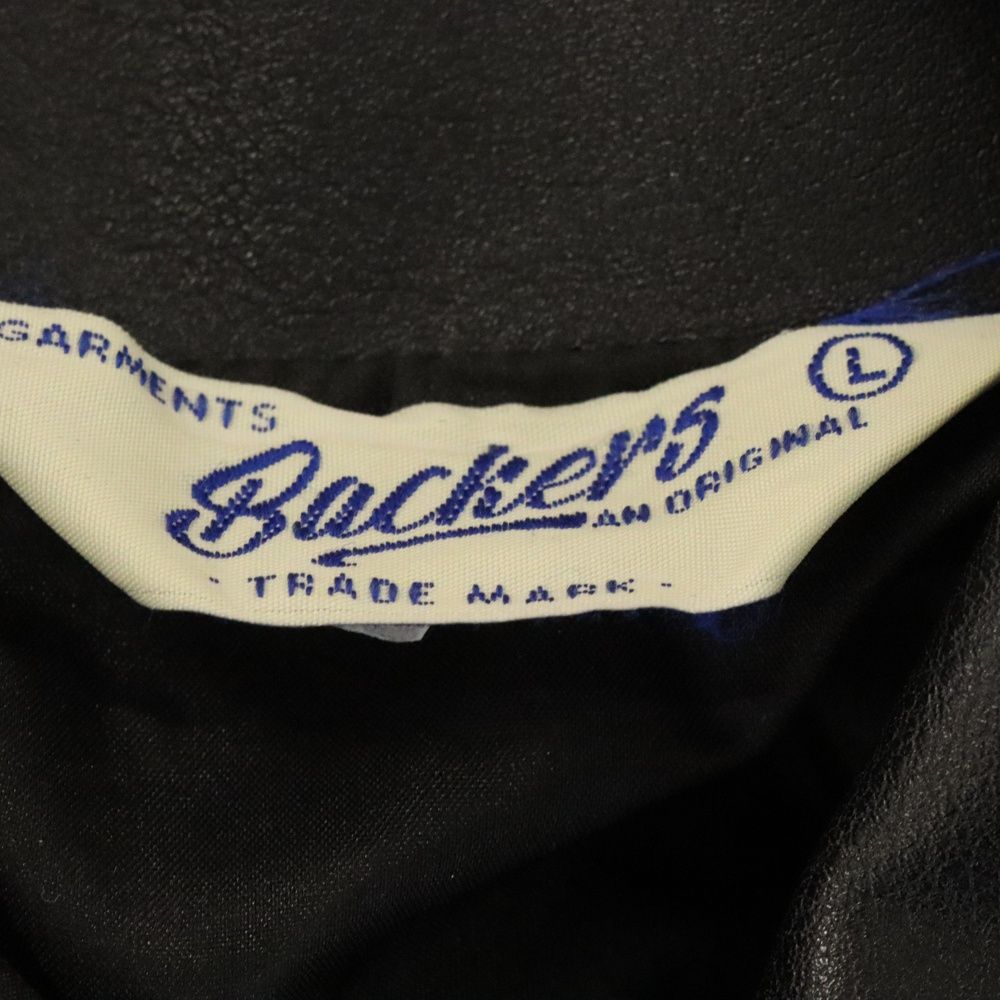 GARMENTS
Backers
AN ORIGINAL
L
- TRADE MARK -